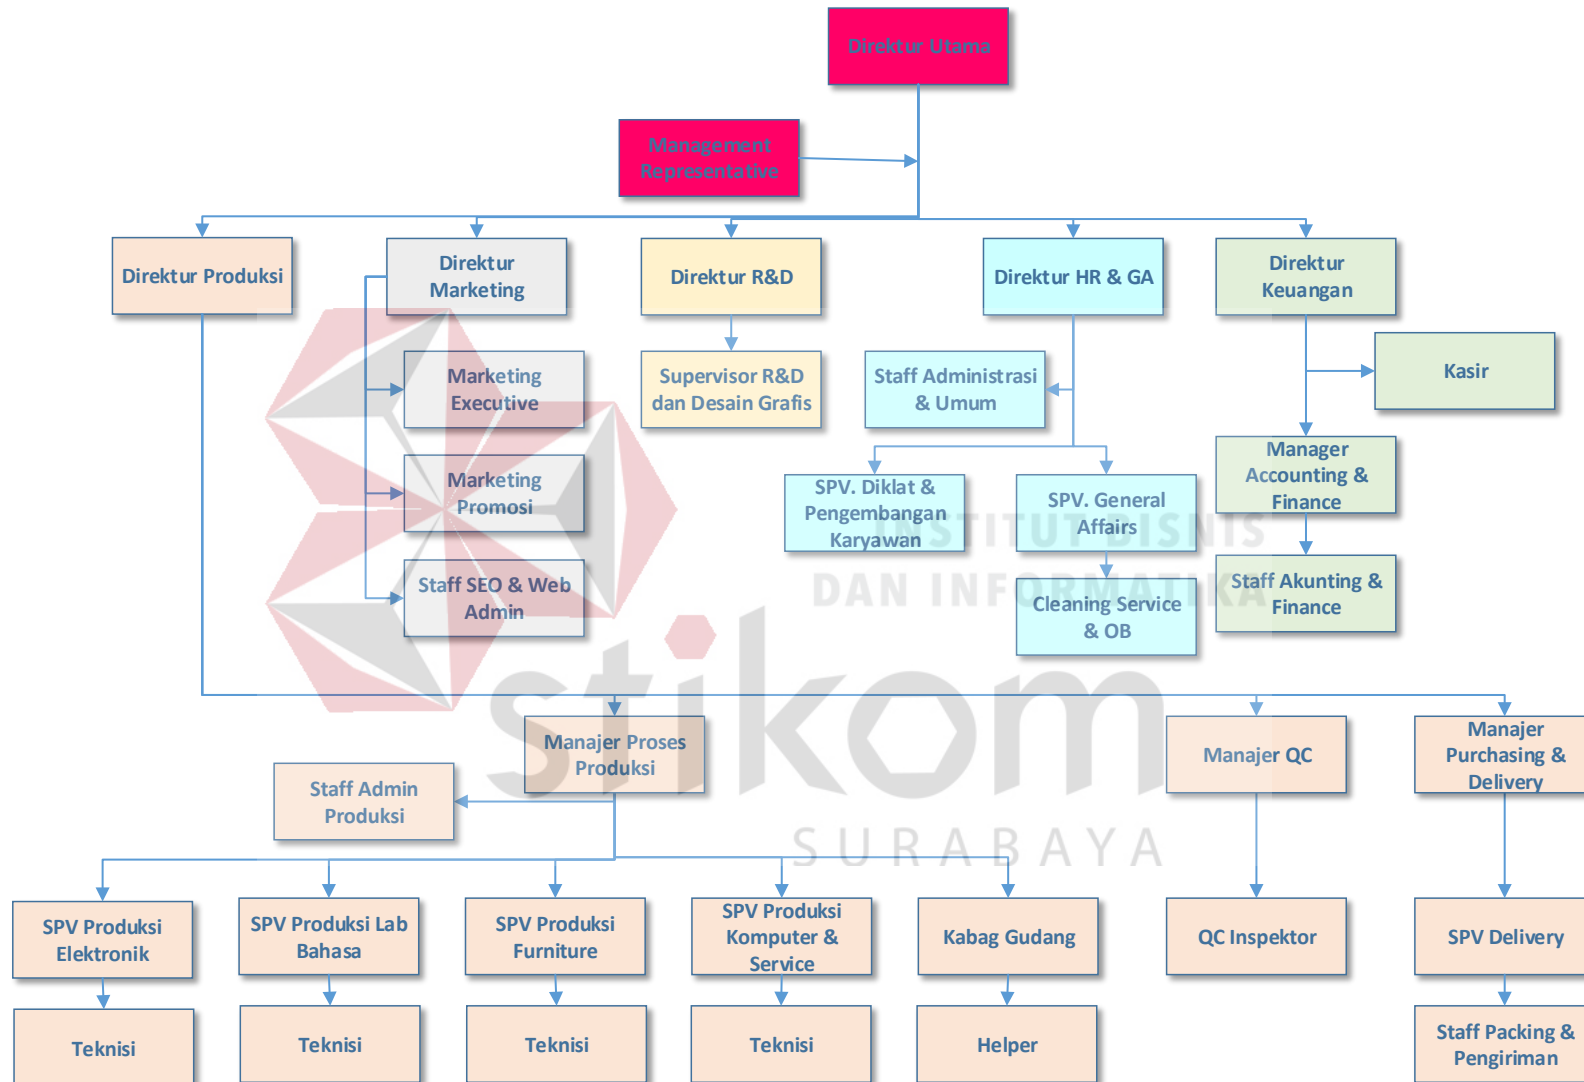 Direktur Utama
Management
Representative
Direktur Produksi
Direktur
Marketing
Direktur R&D
Direktur HR & GA
Direktur
Keuangan
Marketing
Executive
Supervisor R&D
dan Desain Grafis
Staff Administrasi
& Umum
Kasir
Marketing
Promosi
SPV. Diklat &
Pengembangan
Karyawan
SPV. General
Affairs
Manager
Accounting &
Finance
INSTITUT BISNIS
DAN INFORMATIKA
Staff SEO & Web
Admin
Cleaning Service
& OB
Staff Akunting &
Finance
stikom
SURABAYA
Manajer Proses
Produksi
Manajer QC
Manajer
Purchasing &
Delivery
Staff Admin
Produksi
SPV Produksi
Elektronik
SPV Produksi Lab
Bahasa
SPV Produksi
Furniture
SPV Produksi
Komputer &
Service
Kabag Gudang
QC Inspektor
SPV Delivery
Teknisi
Teknisi
Teknisi
Teknisi
Helper
Staff Packing &
Pengiriman